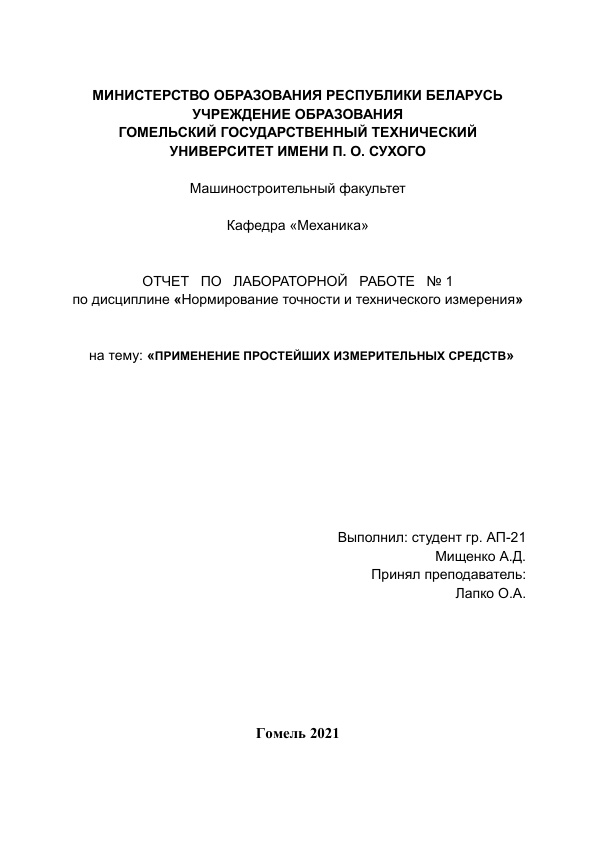 МИНИСТЕРСТВО ОБРАЗОВАНИЯ РЕСПУБЛИКИ БЕЛАРУСЬ
УЧРЕЖДЕНИЕ ОБРАЗОВАНИЯ
ГОМЕЛЬСКИЙ ГОСУДАРСТВЕННЫЙ ТЕХНИЧЕСКИЙ
УНИВЕРСИТЕТ ИМЕНИ П. О. СУХОГО
Машиностроительный факультет
Кафедра «Механика»
ОТЧЕТ ПО ЛАБОРАТОРНОЙ РАБОТЕ № 1
по дисциплине «Нормирование точности и технического измерения»
на тему: «ПРИМЕНЕНИЕ ПРОСТЕЙШИХ ИЗМЕРИТЕЛЬНЫХ СРЕДСТВ»
Выполнил: студент гр. АП-21
Мищенко А.Д.
Принял преподаватель:
Лапко О.А.
Гомель 2021